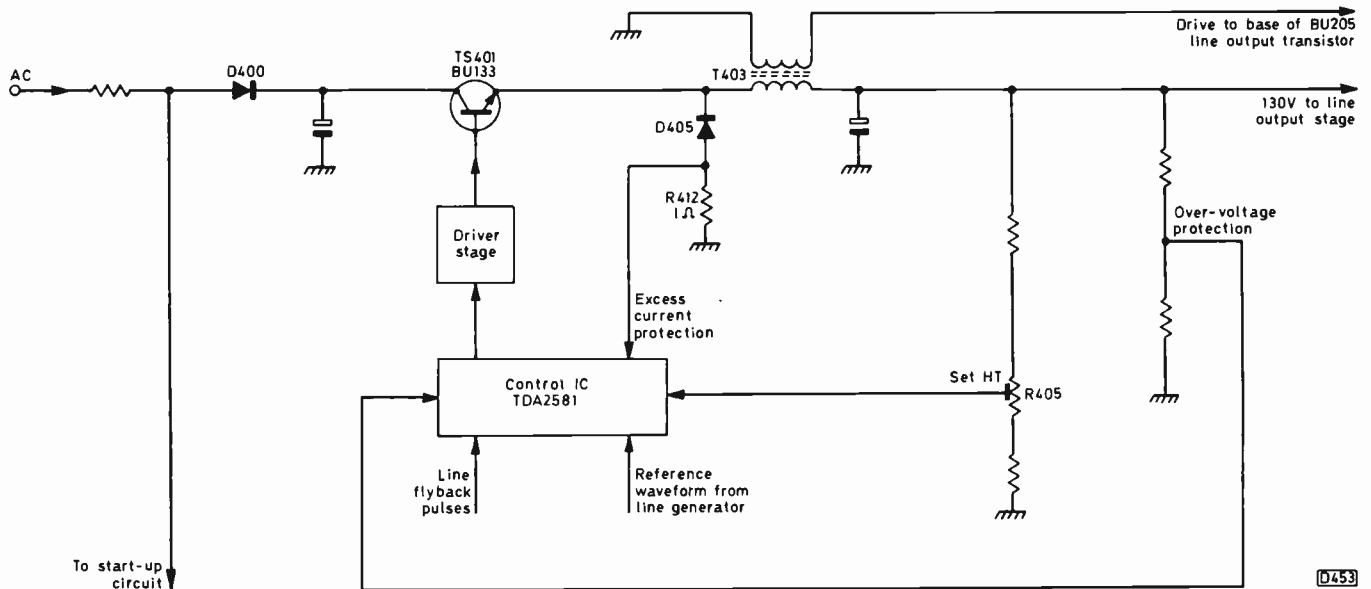 Drive to base of BU205
line output transistor
AC
D400
TS401
BU133
T403
D405
130V to line
output stage
R412
1Ω
Over-voltage
protection
Driver
stage
Excess
current
protection
Set HT
R405
Control IC
TDA2581
Line
flyback
pulses
Reference
waveform from
line generator
To start-up
circuit
D453